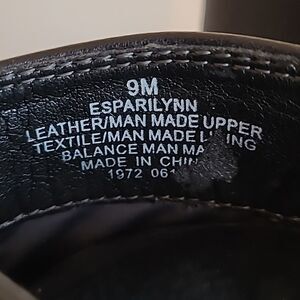 9M
ESPARILYNN
LEATHER/MAN MADE UPPER
TEXTILE/MAN MADE
BALANCE MAN
MADE IN
1972